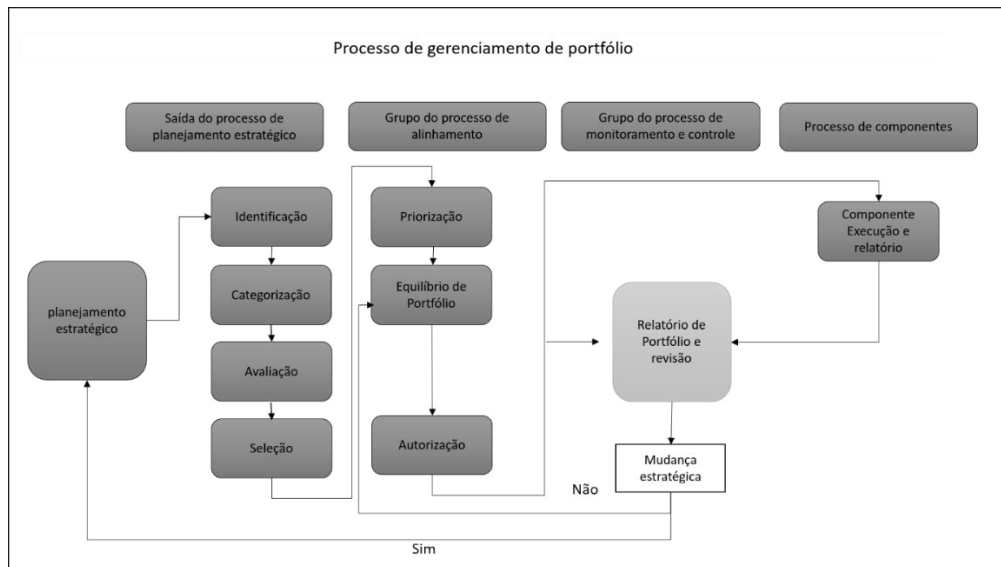 Processo de gerenciamento de portfólio
Saída do processo de
planejamento estratégico
Grupo do processo de
alinhamento
Grupo do processo de
monitoramento e controle
Processo de componentes
Identificação
Priorização
Componente
Execução e
relatório
planejamento
estratégico
Categorização
Equilíbrio de
Portfólio
Relatório de
Portfólio e
revisão
Avaliação
Seleção
Autorização
Mudança
estratégica
Não
Sim